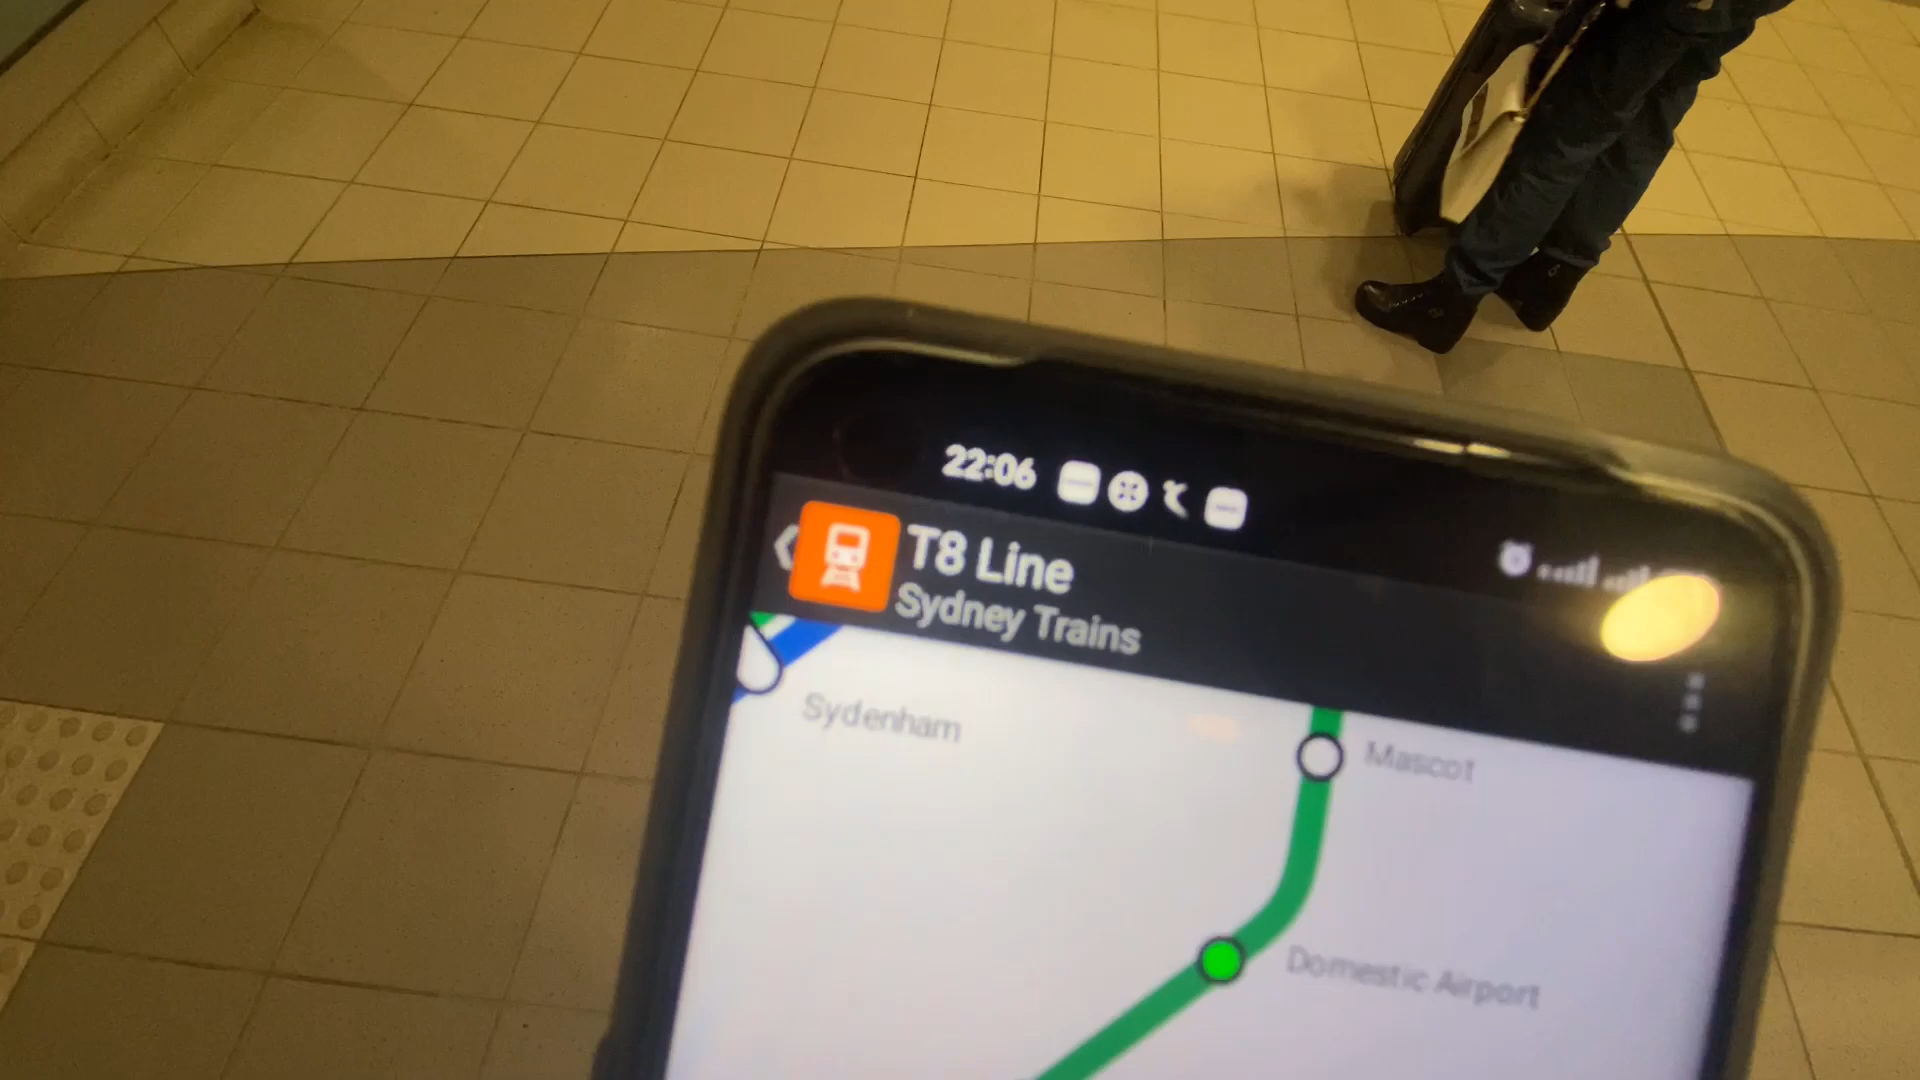 22:06
T8 Line
Sydney Trains
Sydenham
Mascot
Domestic Airport